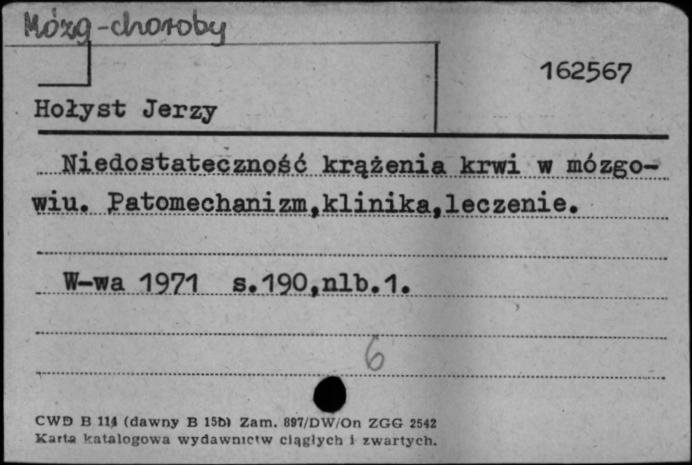 Mózg-choroby
162567
Hołyst Jerzy
Niedostateczność krążenia krwi w mózgo-
wiu. Patomechanizm,klinika,leczenie.
W-wa 1971 s.190,nlb.1.
6
CWD B 114 (dawny B 15b) Zam. 897/DW/On ZGG 2542
Karta katalogowa wydawnictw ciągłych i zwartych.